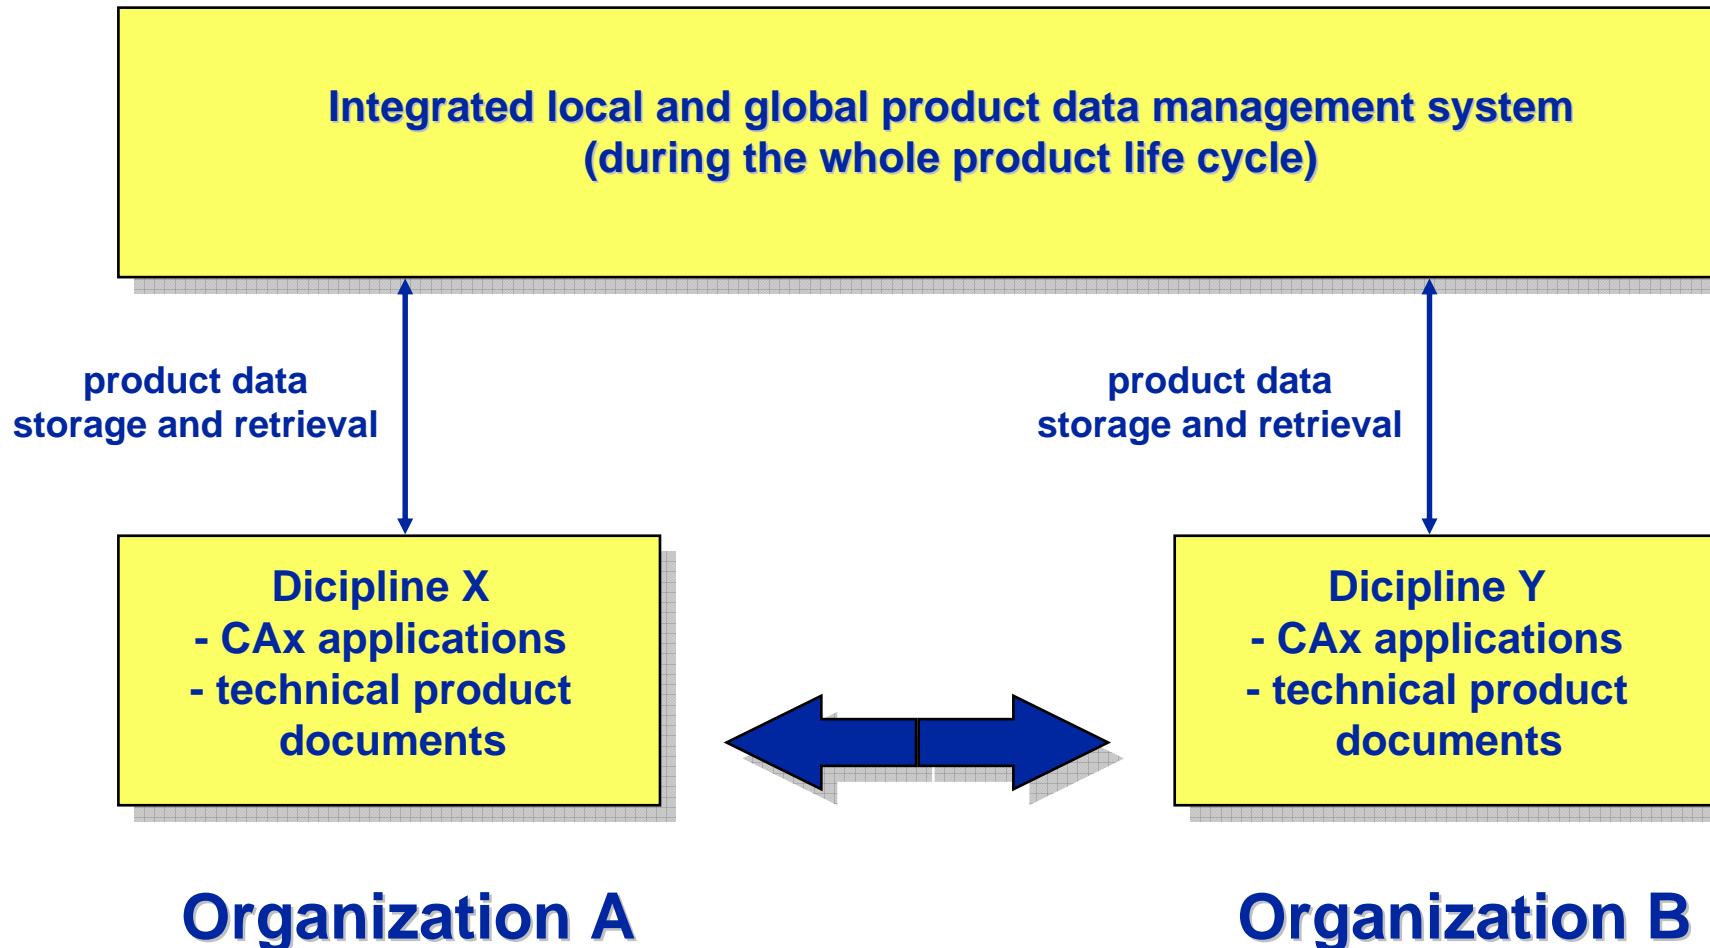 Integrated local and global product data management system
(during the whole product life cycle)
product data
storage and retrieval
product data
storage and retrieval
Dicipline X
- CAx applications
- technical product
documents
Dicipline Y
- CAx applications
- technical product
documents
Organization A
Organization B